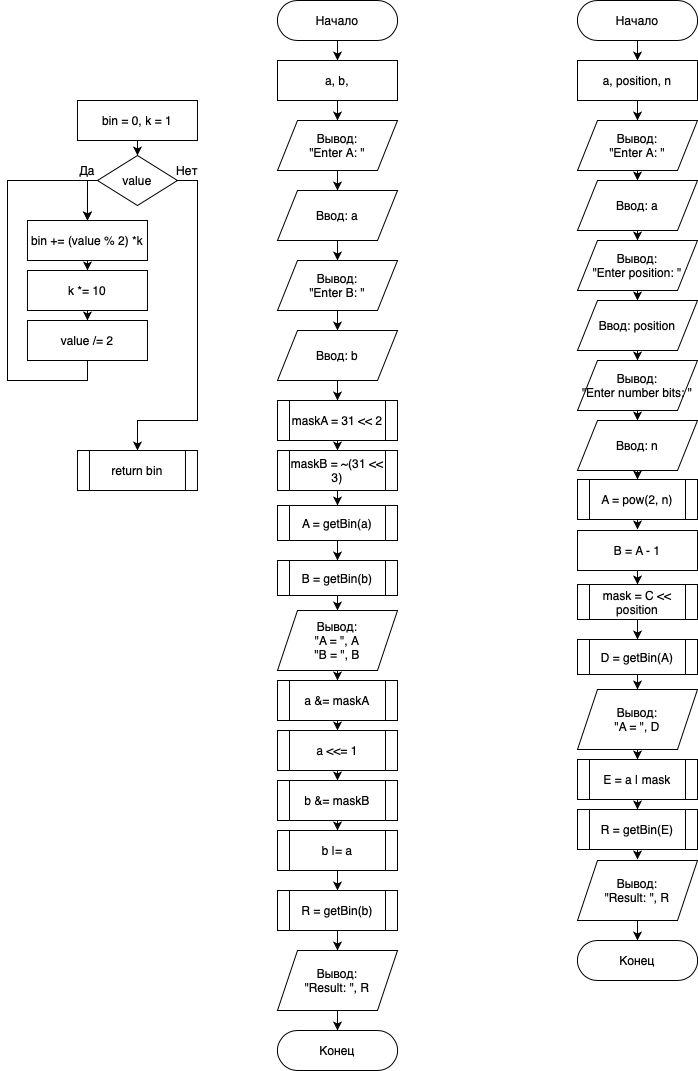 bin = 0, k = 1
Да
value
Нет
bin += (value % 2) *k
k *= 10
value /= 2
return bin
Начало
a, b,
Вывод:
"Enter A: "
Ввод: a
Вывод:
"Enter B: "
Ввод: b
maskA = 31 << 2
maskB = ~(31 <<
3)
A = getBin(a)
B = getBin(b)
Вывод:
"A = ", A
"B = ", B
a &= maskA
a <<= 1
b &= maskB
b |= a
R = getBin(b)
Вывод:
"Result: ", R
Конец
Начало
a, position, n
Вывод:
"Enter A: "
Ввод: a
Вывод:
"Enter position: "
Ввод: position
Вывод:
"Enter number bits: "
Ввод: n
A = pow(2, n)
B = A - 1
mask = C <<
position
D = getBin(A)
Вывод:
"A = ", D
E = a | mask
R = getBin(E)
Вывод:
"Result: ", R
Конец